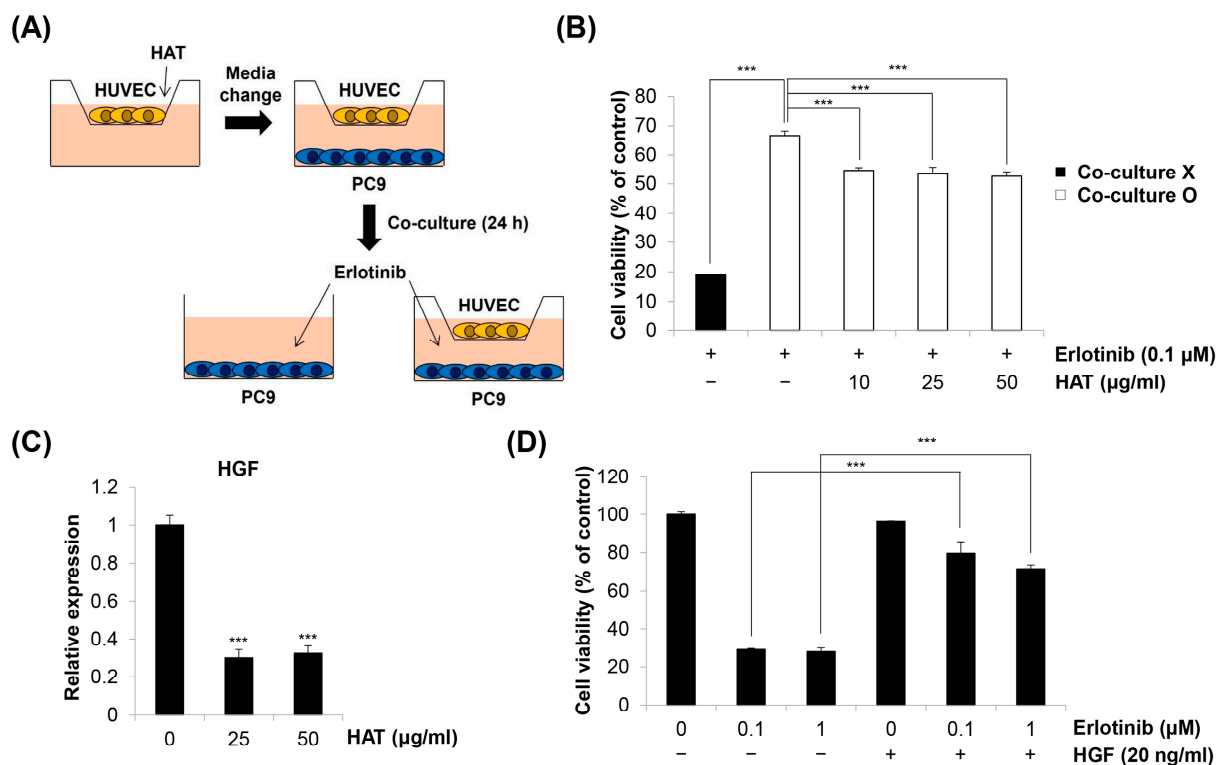 (A)
HAT
HUVEC
Media
change
HUVEC
PC9
Co-culture (24 h)
Erlotinib
HUVEC
PC9
PC9
(B)
***
***
***
***
Cell viability (% of control)
80
70
60
50
40
30
20
10
0
Co-culture X
Co-culture O
+ + + + + Erlotinib (0.1 μM)
– – 10 25 50 HAT (μg/ml)
(C)
HGF
Relative expression
1.2
1
0.8
0.6
0.4
0.2
0
***
***
0 25 50 HAT (μg/ml)
(D)
***
***
Cell viability (% of control)
120
100
80
60
40
20
0
0 0.1 1 0 0.1 1 Erlotinib (μM)
– – – + + + HGF (20 ng/ml)